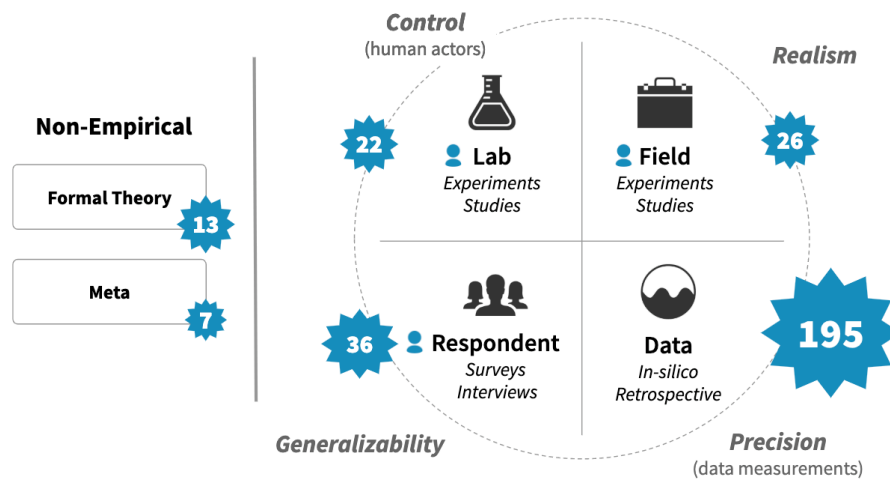 Control
(human actors)
Realism
Non-Empirical
22
26
Lab
Experiments
Studies
Field
Experiments
Studies
Formal Theory
13
Meta
7
36
Respondent
Surveys
Interviews
Data
In-silico
Retrospective
195
Generalizability
Precision
(data measurements)